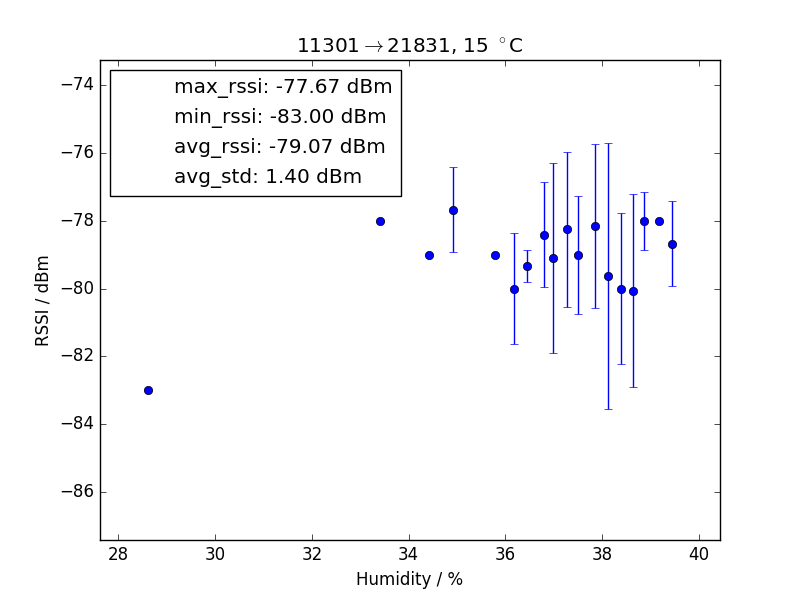 11301→21831, 15 °C
max_rssi: -77.67 dBm
min_rssi: -83.00 dBm
avg_rssi: -79.07 dBm
avg_std: 1.40 dBm
RSSI / dBm
−74
−76
−78
−80
−82
−84
−86
28 30 32 34 36 38 40
Humidity / %